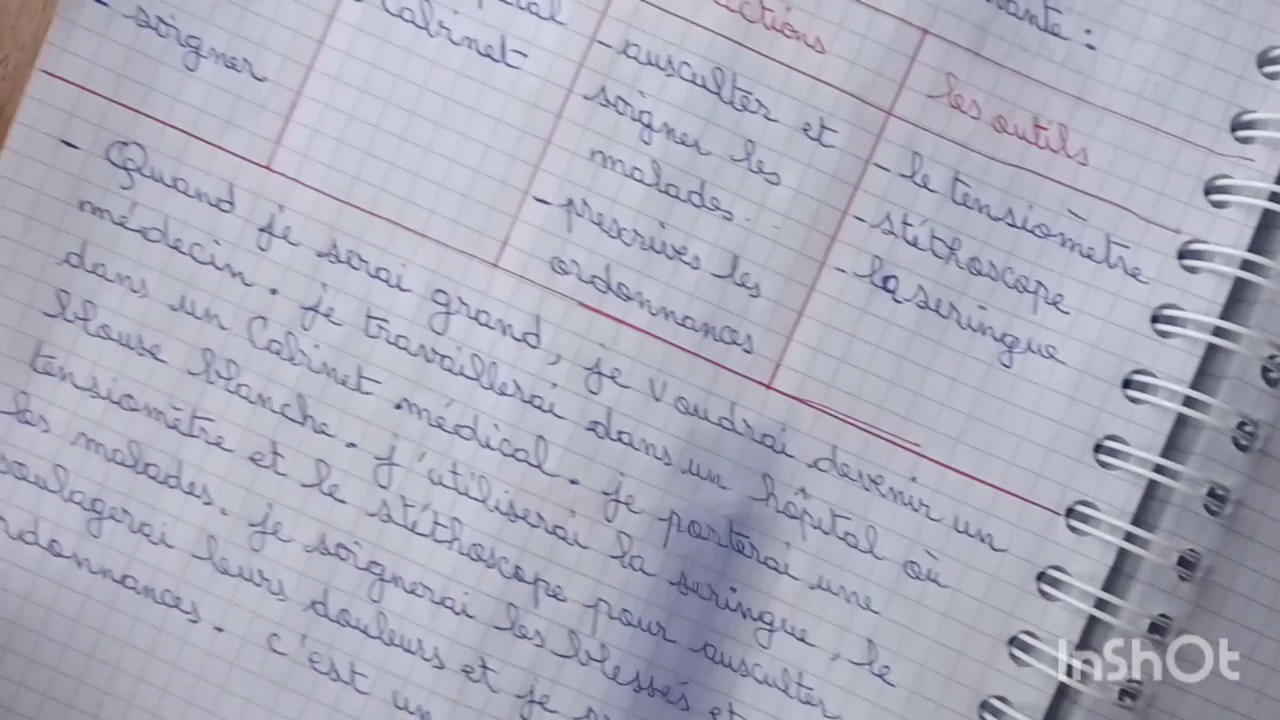 soigner
Cabinet
les outils
- ausculter et
soigner les
malades.
- prescrives les
ordonnances
- le tensiomètre
- stéthoscope
- la seringue
- Quand je serai grand, je voudrai devenir un
médecin. je travaillerai dans un hôpital où
dans un Cabinet médical. je porterai une
blouse blanche. j'utiliserai la seringue, le
tensiomètre et le stéthoscope pour ausculter
les malades. je soignerai les blessés et
soulagerai leurs douleurs et je
ordonnances. c'est un
InShOt